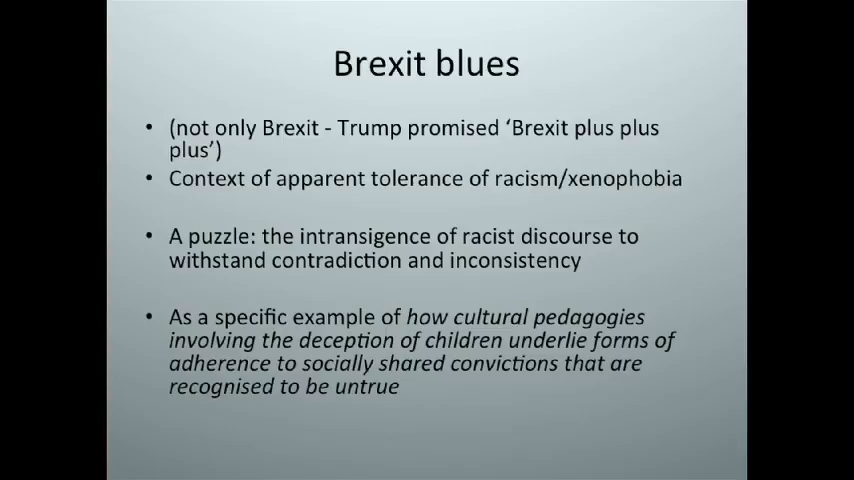 Brexit blues
• (not only Brexit - Trump promised ‘Brexit plus plus
plus’)
• Context of apparent tolerance of racism/xenophobia
• A puzzle: the intransigence of racist discourse to
withstand contradiction and inconsistency
• As a specific example of how cultural pedagogies
involving the deception of children underlie forms of
adherence to socially shared convictions that are
recognised to be untrue